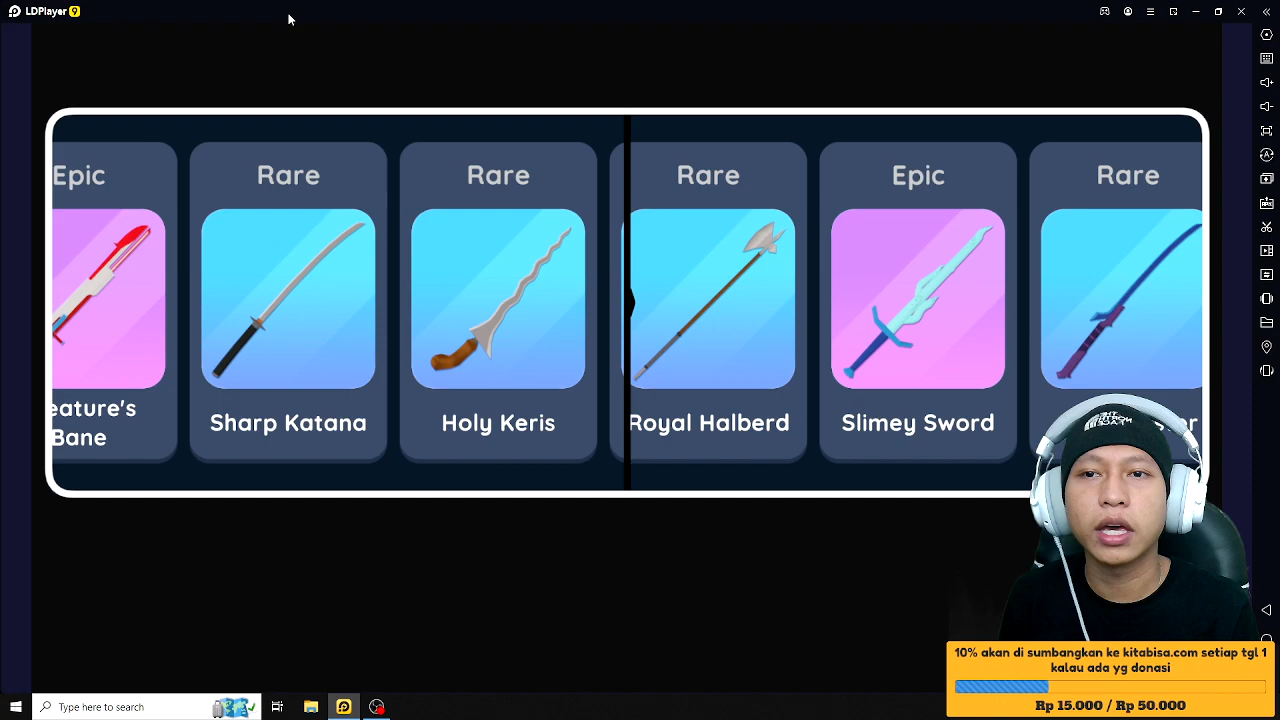 LDPlayer 9
Epic
Rare
Rare
Rare
Epic
Rare
eature's
Bane
Sharp Katana
Holy Keris
Royal Halberd
Slimey Sword
10% akan di sumbangkan ke kitabisa.com setiap tgl 1
kalau ada yg donasi
Rp 15.000 / Rp 50.000
Type here to search